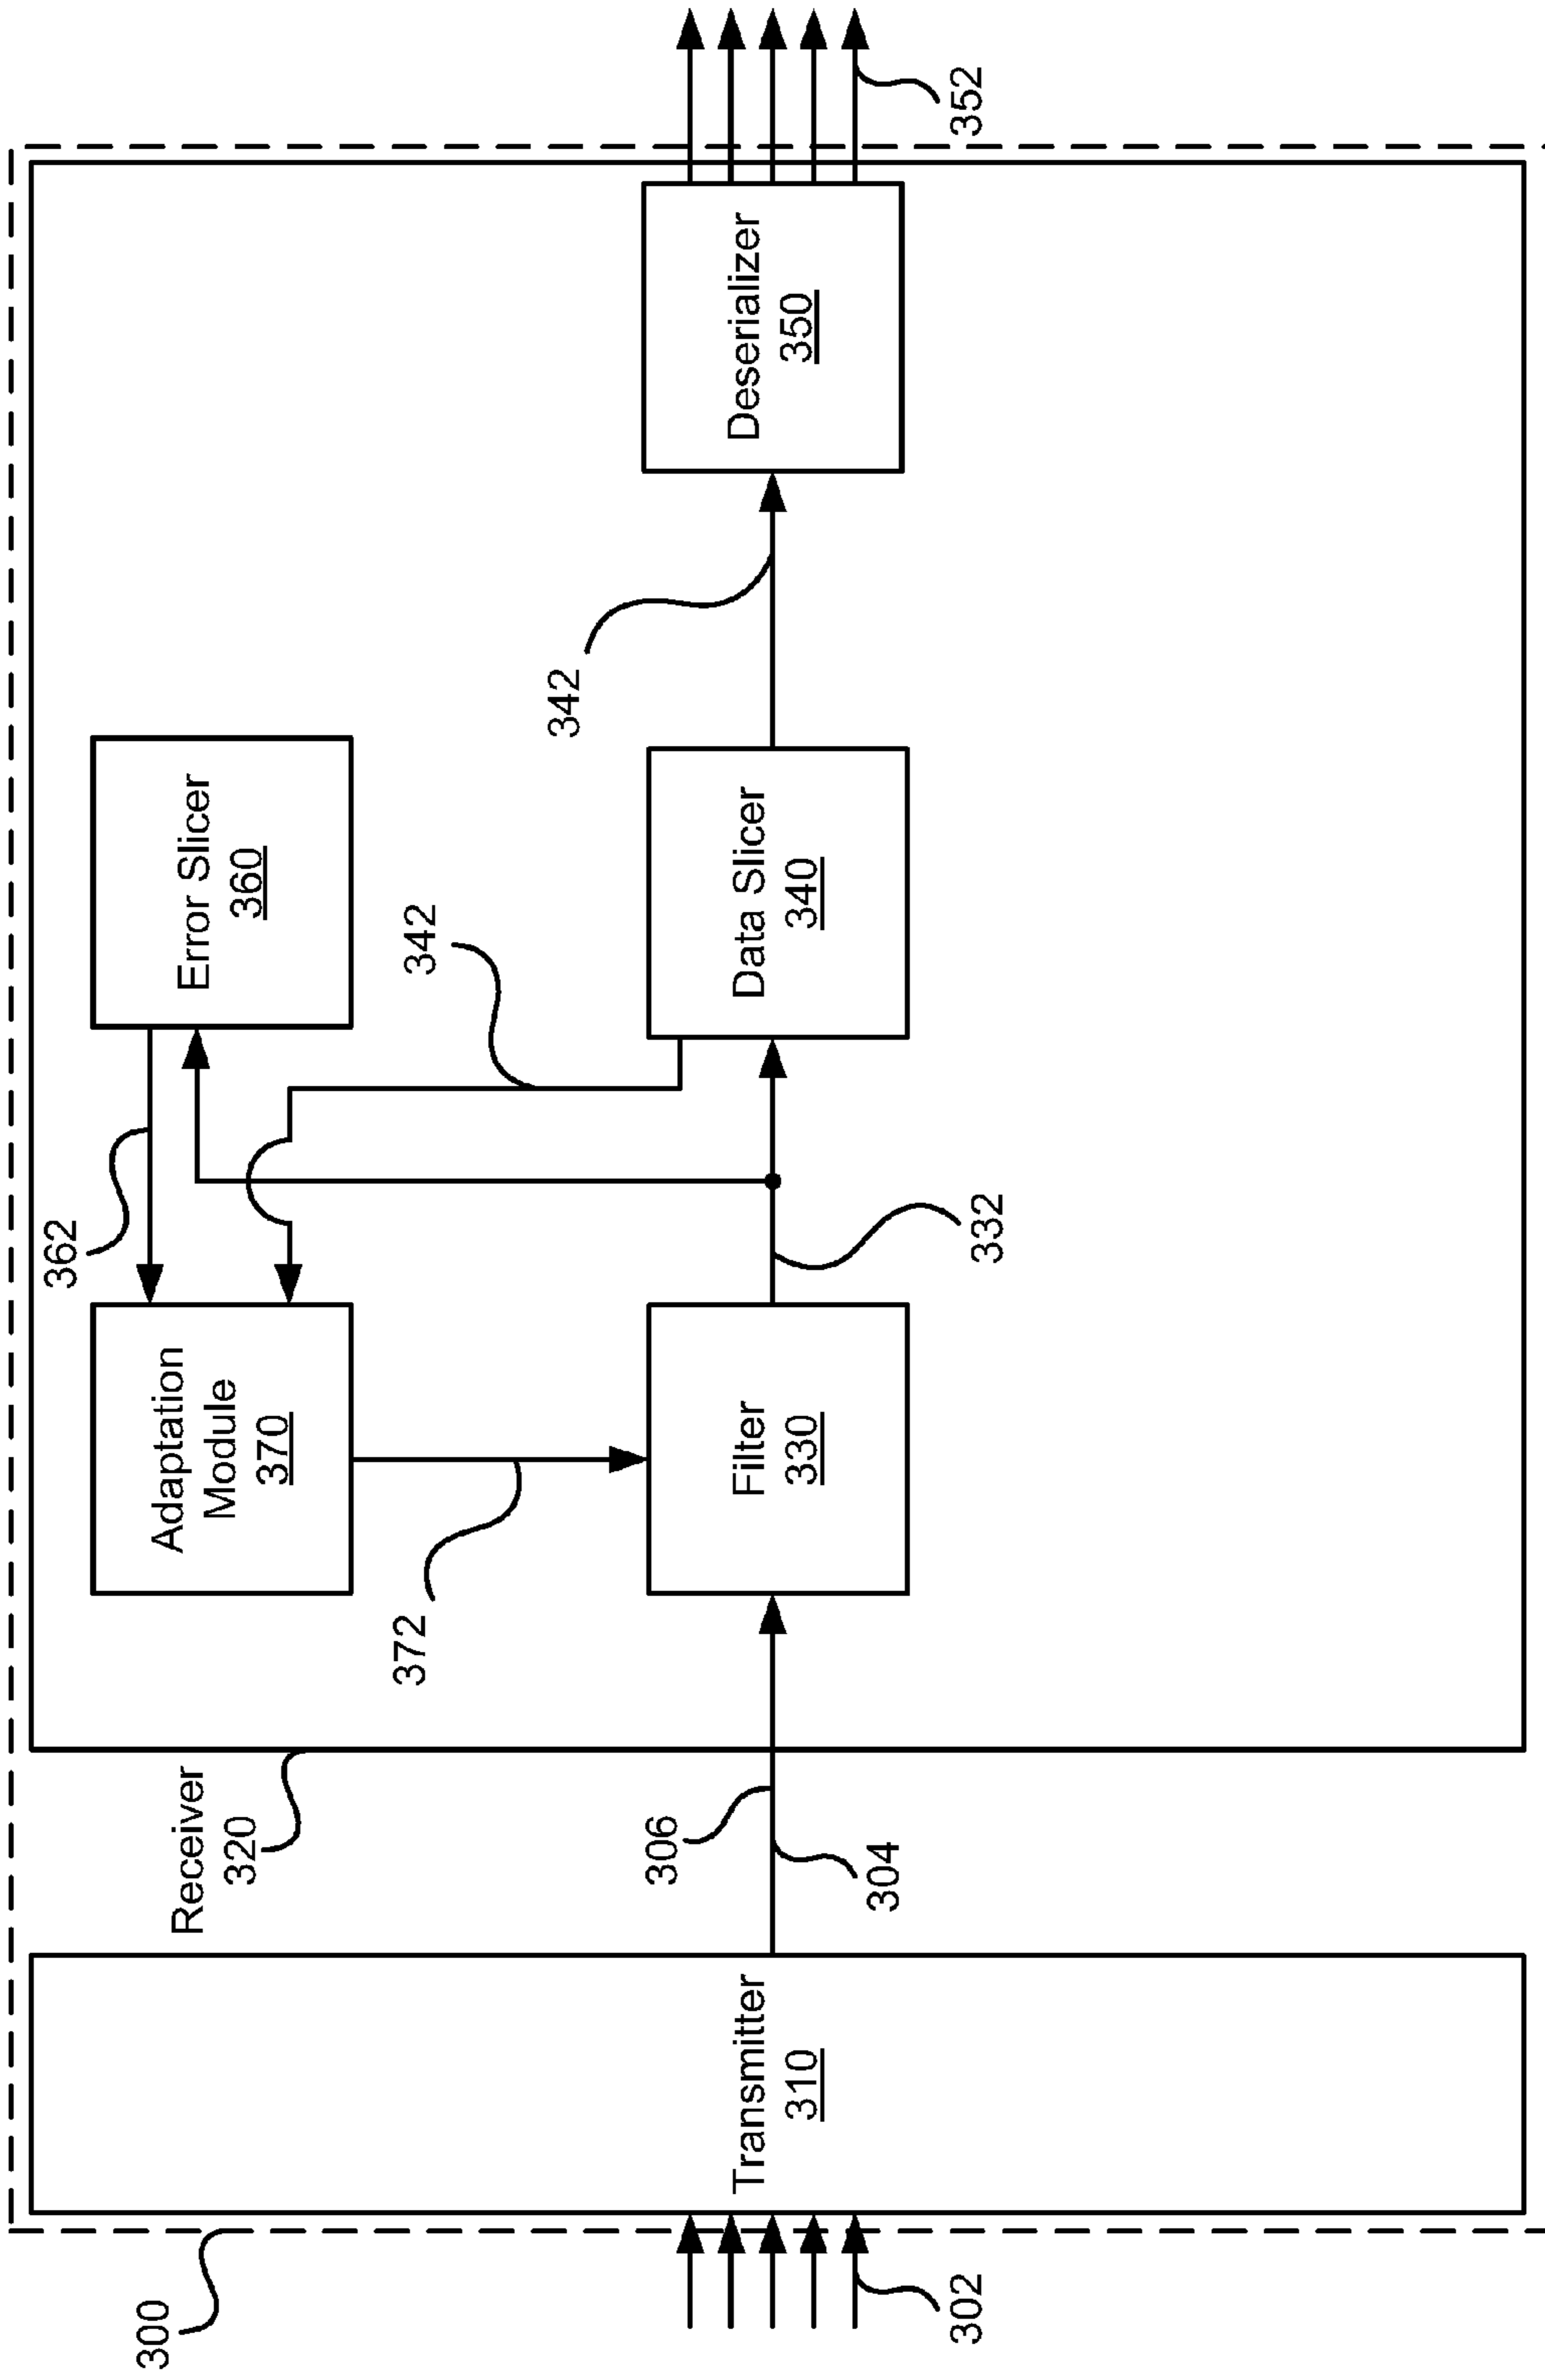 300
302
Transmitter
310
304
306
Receiver
320
Adaptation
Module
370
372
362
Error Slicer
360
342
Filter
330
332
Data Slicer
340
342
Deserializer
350
352